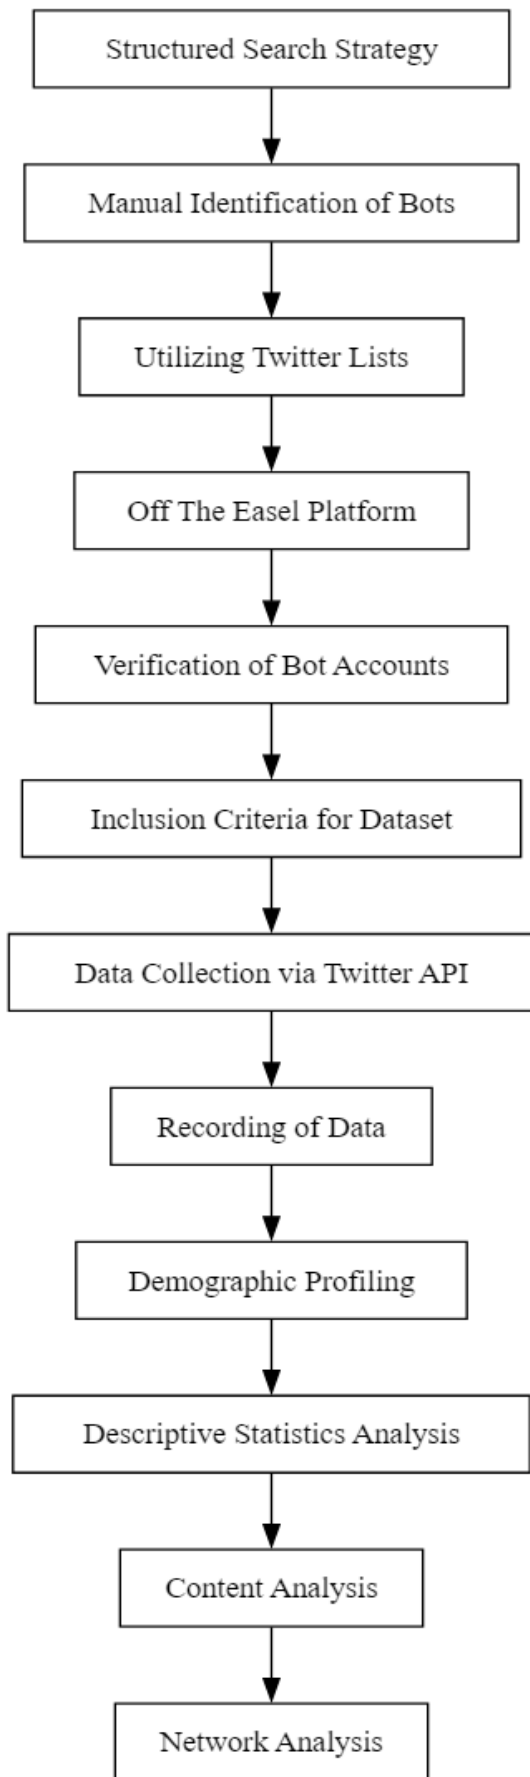 Structured Search Strategy
Manual Identification of Bots
Utilizing Twitter Lists
Off The Easel Platform
Verification of Bot Accounts
Inclusion Criteria for Dataset
Data Collection via Twitter API
Recording of Data
Demographic Profiling
Descriptive Statistics Analysis
Content Analysis
Network Analysis